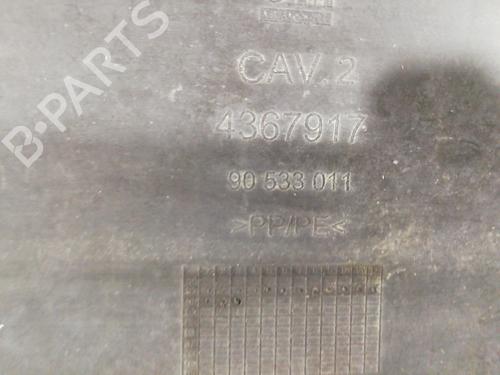 B-PARTS
CAV.2
4367917
90 533 011
>PP/PE<